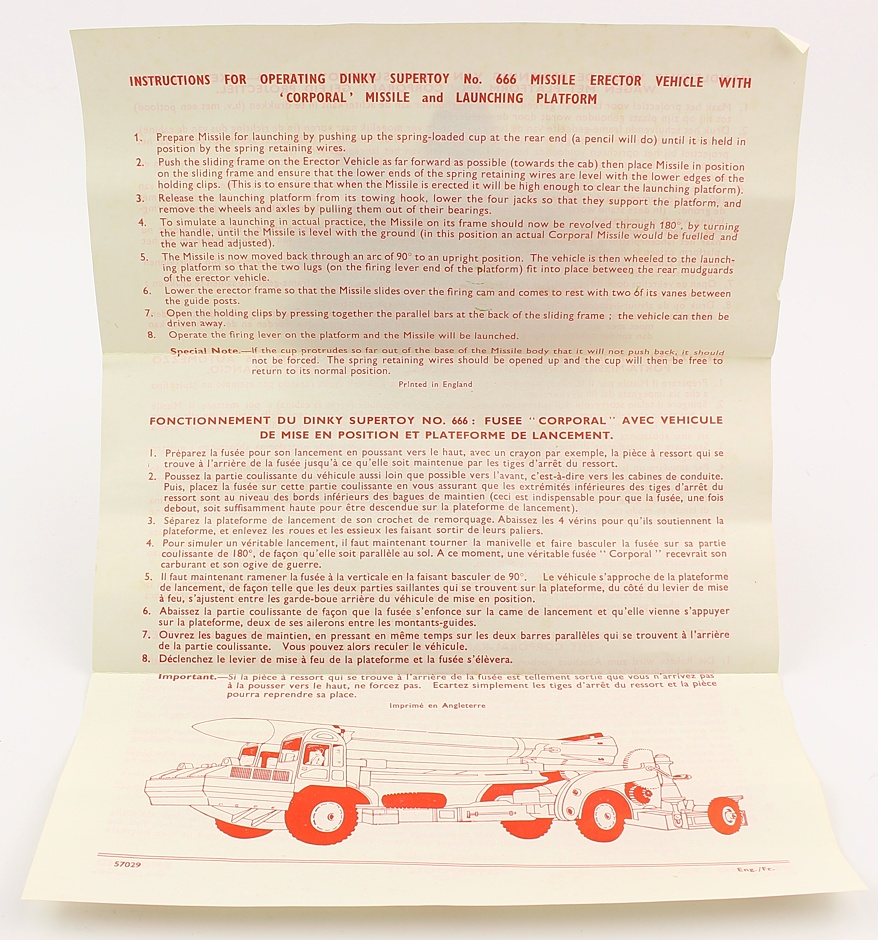 INSTRUCTIONS FOR OPERATING DINKY SUPERTOY No. 666 MISSILE ERECTOR VEHICLE WITH
'CORPORAL' MISSILE and LAUNCHING PLATFORM
1. Prepare Missile for launching by pushing up the spring-loaded cup at the rear end (a pencil will do) until it is held in
position by the spring retaining wires.
2. Push the sliding frame on the Erector Vehicle as far forward as possible (towards the cab) then place Missile in position
on the sliding frame and ensure that the lower ends of the spring retaining wires are level with the lower edges of the
holding clips. (This is to ensure that when the Missile is erected it will be high enough to clear the launching platform).
3. Release the launching platform from its towing hook, lower the four jacks so that they support the platform, and
remove the wheels and axles by pulling them out of their bearings.
4. To simulate a launching in actual practice, the Missile on its frame should now be revolved through 180°, by turning
the handle, until the Missile is level with the ground (in this position an actual Corporal Missile would be fuelled and
the war head adjusted).
5. The Missile is now moved back through an arc of 90° to an upright position. The vehicle is then wheeled to the launch-
ing platform so that the two lugs (on the firing lever end of the platform) fit into place between the rear mudguards
of the erector vehicle.
6. Lower the erector frame so that the Missile slides over the firing cam and comes to rest with two of its vanes between
the guide posts.
7. Open the holding clips by pressing together the parallel bars at the back of the sliding frame ; the vehicle can then be
driven away.
8. Operate the firing lever on the platform and the Missile will be launched.
Special Note.—If the cup protrudes so far out of the base of the Missile body that it will not push back, it should
not be forced. The spring retaining wires should be opened up and the cup will then be free to
return to its normal position.
Printed in England
FONCTIONNEMENT DU DINKY SUPERTOY NO. 666 : FUSEE " CORPORAL " AVEC VEHICULE
DE MISE EN POSITION ET PLATEFORME DE LANCEMENT.
1. Préparez la fusée pour son lancement en poussant vers le haut, avec un crayon par exemple, la pièce à ressort qui se
trouve à l'arrière de la fusée jusqu'à ce qu'elle soit maintenue par les tiges d'arrêt du ressort.
2. Poussez la partie coulissante du véhicule aussi loin que possible vers l'avant, c'est-à-dire vers les cabines de conduite.
Puis, placez la fusée sur cette partie coulissante en vous assurant que les extrémités inférieures des tiges d'arrêt du
ressort sont au niveau des bords inférieurs des bagues de maintien (ceci est indispensable pour que la fusée, une fois
debout, soit suffisamment haute pour être descendue sur la plateforme de lancement).
3. Séparez la plateforme de lancement de son crochet de remorquage. Abaissez les 4 vérins pour qu'ils soutiennent la
plateforme, et enlevez les roues et les essieux les faisant sortir de leurs paliers.
4. Pour simuler un véritable lancement, il faut maintenant tourner la manivelle et faire basculer la fusée sur sa partie
coulissante de 180°, de façon qu'elle soit parallèle au sol. A ce moment, une véritable fusée " Corporal " recevrait son
carburant et son ogive de guerre.
5. Il faut maintenant ramener la fusée à la verticale en la faisant basculer de 90°. Le véhicule s'approche de la plateforme
de lancement, de façon telle que les deux parties saillantes qui se trouvent sur la plateforme, du côté du levier de mise
à feu, s'ajustent entre les garde-boue arrière du véhicule de mise en position.
6. Abaissez la partie coulissante de façon que la fusée s'enfonce sur la came de lancement et qu'elle vienne s'appuyer
sur la plateforme, deux de ses ailerons entre les montants-guides.
7. Ouvrez les bagues de maintien, en pressant en même temps sur les deux barres parallèles qui se trouvent à l'arrière
de la partie coulissante. Vous pouvez alors reculer le véhicule.
8. Déclenchez le levier de mise à feu de la plateforme et la fusée s'élèvera.
Important.—Si la pièce à ressort qui se trouve à l'arrière de la fusée est tellement sortie que vous n'arrivez pas
à la pousser vers le haut, ne forcez pas. Ecartez simplement les tiges d'arrêt du ressort et la pièce
pourra reprendre sa place.
Imprimé en Angleterre
57029
Eng./Fr.